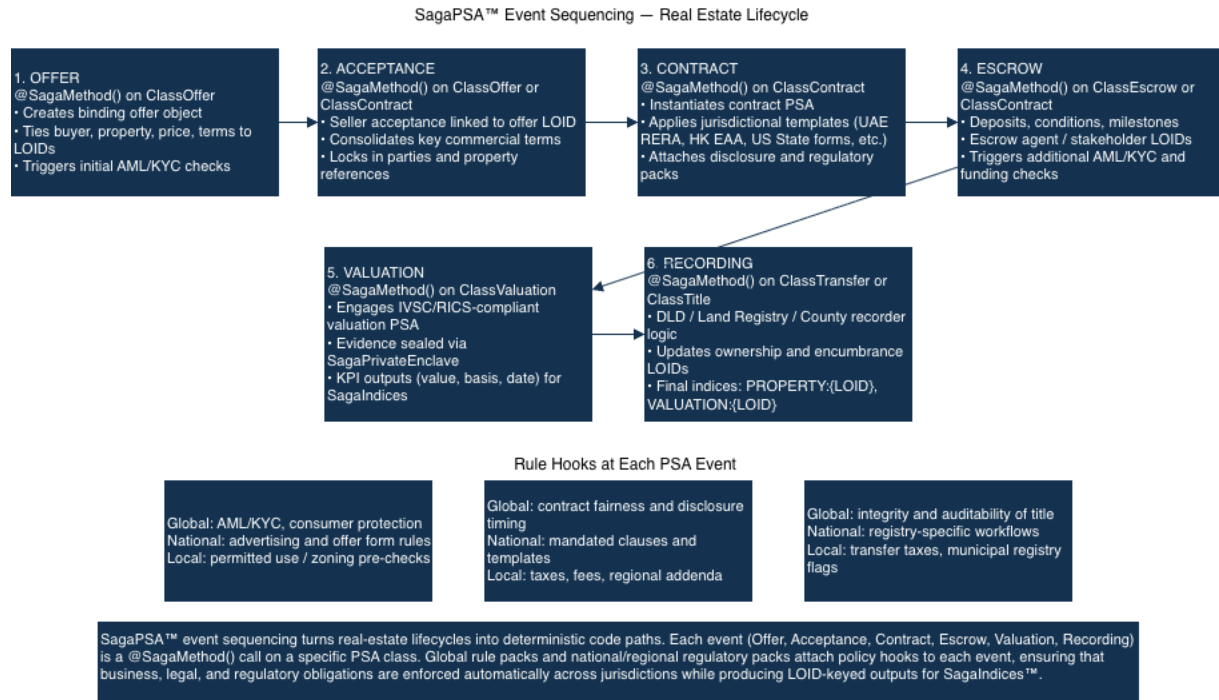 SagaPSA™ Event Sequencing — Real Estate Lifecycle
1. OFFER
@SagaMethod() on ClassOffer
• Creates binding offer object
• Ties buyer, property, price, terms to
LOIDs
• Triggers initial AML/KYC checks
2. ACCEPTANCE
@SagaMethod() on ClassOffer or
ClassContract
• Seller acceptance linked to offer LOID
• Consolidates key commercial terms
• Locks in parties and property
references
3. CONTRACT
@SagaMethod() on ClassContract
• Instantiates contract PSA
• Applies jurisdictional templates (UAE
RERA, HK EAA, US State forms, etc.)
• Attaches disclosure and regulatory
packs
4. ESCROW
@SagaMethod() on ClassEscrow or
ClassContract
• Deposits, conditions, milestones
• Escrow agent / stakeholder LOIDs
• Triggers additional AML/KYC and
funding checks
5. VALUATION
@SagaMethod() on ClassValuation
• Engages IVSC/RICS-compliant
valuation PSA
• Evidence sealed via
SagaPrivateEnclave
• KPI outputs (value, basis, date) for
SagaIndices
6. RECORDING
@SagaMethod() on ClassTransfer or
ClassTitle
• DLD / Land Registry / County recorder
logic
• Updates ownership and encumbrance
LOIDs
• Final indices: PROPERTY:{LOID},
VALUATION:{LOID}
Rule Hooks at Each PSA Event
Global: AML/KYC, consumer protection
National: advertising and offer form rules
Local: permitted use / zoning pre-checks
Global: contract fairness and disclosure
timing
National: mandated clauses and
templates
Local: taxes, fees, regional addenda
Global: integrity and auditability of title
National: registry-specific workflows
Local: transfer taxes, municipal registry
flags
SagaPSA™ event sequencing turns real-estate lifecycles into deterministic code paths. Each event (Offer, Acceptance, Contract, Escrow, Valuation, Recording)
is a @SagaMethod() call on a specific PSA class. Global rule packs and national/regional regulatory packs attach policy hooks to each event, ensuring that
business, legal, and regulatory obligations are enforced automatically across jurisdictions while producing LOID-keyed outputs for SagaIndices™.